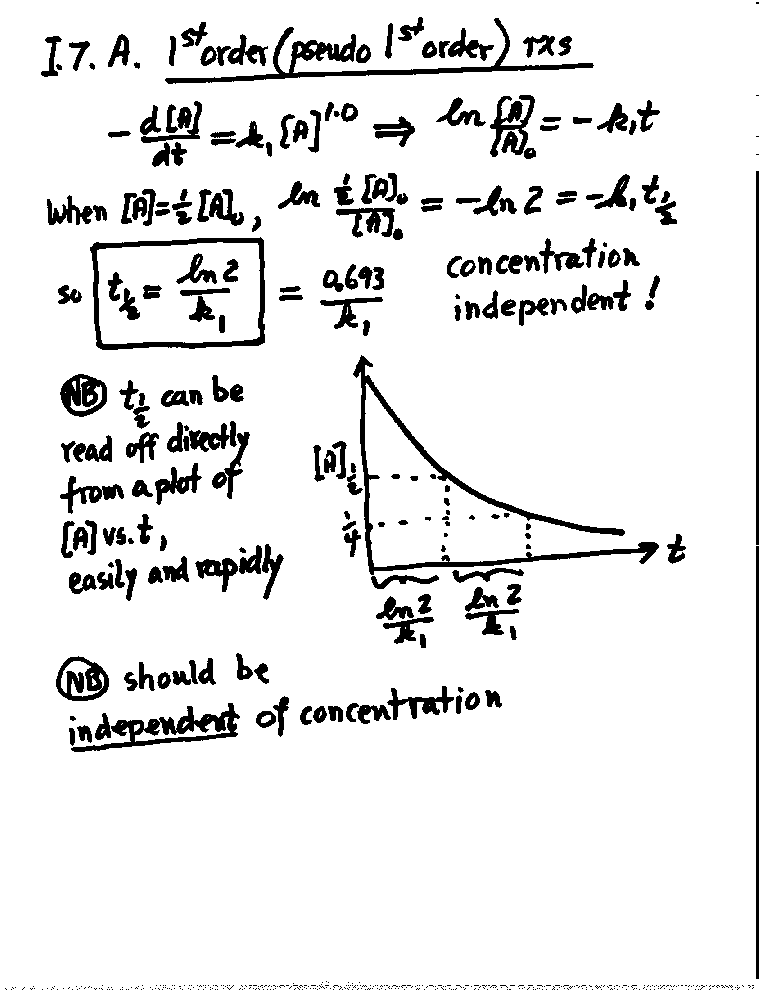 I.7. A. 1st order (pseudo 1st order) rxs
- d[A]/dt = k₁ [A]^1.0 ⇒ ln [A]/[A]₀ = - k₁t
When [A] = ½ [A]₀, ln ½ [A]₀/[A]₀ = - ln 2 = - k₁ t½
so t½ = ln 2/k₁ = 0.693/k₁ concentration
independent!
NB t½ can be
read off directly
from a plot of
[A] vs. t,
easily and rapidly
[A] ½
¼
t
ln 2/k₁ ln 2/k₁
NB should be
independent of concentration